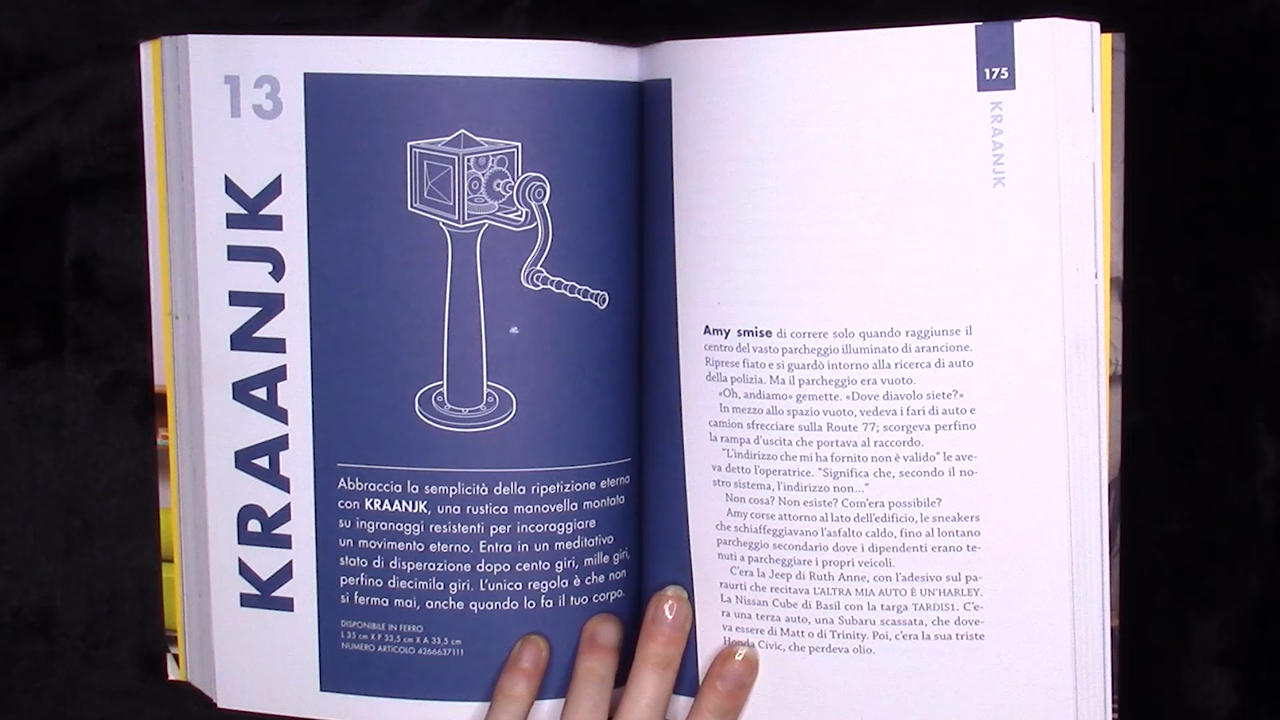 13
KRAANJK
Abbraccia la semplicità della ripetizione eterna
con KRAANJK, una rustica manovella montata
su ingranaggi resistenti per incoraggiare
un movimento eterno. Entra in un meditativo
stato di disperazione dopo cento giri, mille giri,
perfino diecimila giri. L'unica regola è che non
si ferma mai, anche quando lo fa il tuo corpo.
DISPONIBILE IN FERRO
L 35 cm X P 33,5 cm X A 33,5 cm
NUMERO ARTICOLO 4266637111
175
KRAANJK
Amy smise di correre solo quando raggiunse il
centro del vasto parcheggio illuminato di arancione.
Riprese fiato e si guardò intorno alla ricerca di auto
della polizia. Ma il parcheggio era vuoto.
«Oh, andiamo» gemette. «Dove diavolo siete?»
In mezzo allo spazio vuoto, vedeva i fari di auto e
camion sfrecciare sulla Route 77; scorgeva perfino
la rampa d'uscita che portava al raccordo.
"L'indirizzo che mi ha fornito non è valido" le ave-
va detto l'operatrice. "Significa che, secondo il no-
stro sistema, l'indirizzo non..."
Non cosa? Non esiste? Com'era possibile?
Amy corse attorno al lato dell'edificio, le sneakers
che schiaffeggiavano l'asfalto caldo, fino al lontano
parcheggio secondario dove i dipendenti erano te-
nuti a parcheggiare i propri veicoli.
C'era la Jeep di Ruth Anne, con l'adesivo sul pa-
raurti che recitava L'ALTRA MIA AUTO È UN'HARLEY.
La Nissan Cube di Basil con la targa TARDIS1. C'e-
ra una terza auto, una Subaru scassata, che dove-
va essere di Matt o di Trinity. Poi, c'era la sua triste
Honda Civic, che perdeva olio.